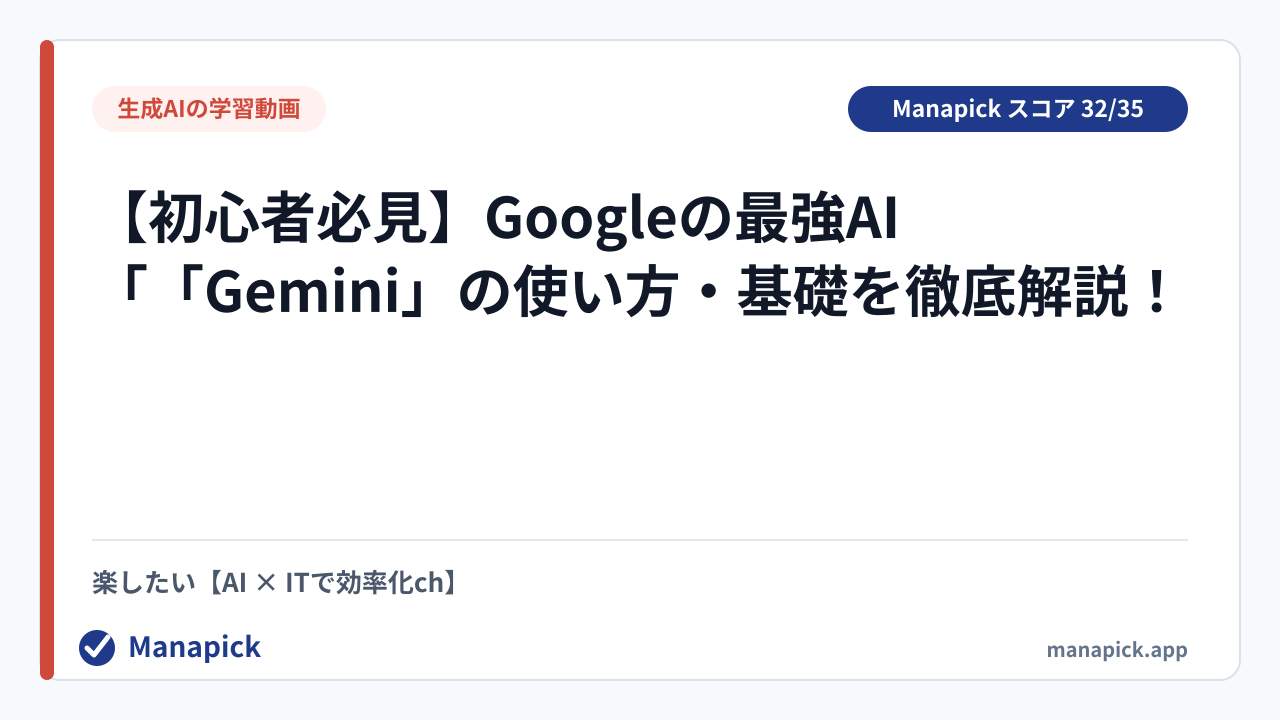 生成AIの学習動画
Manapick スコア 32/35
【初心者必見】Googleの最強AI
「「Gemini」の使い方・基礎を徹底解説！
楽したい【AI × ITで効率化ch】
Manapick
manapick.app